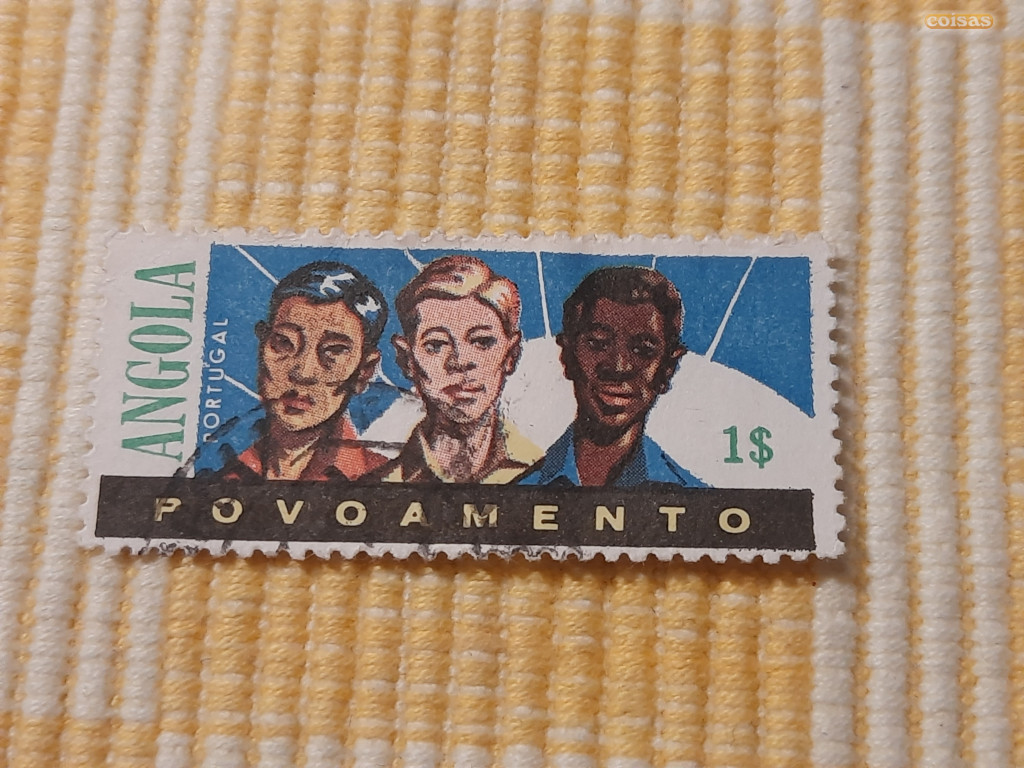 coisas
ANGOLA
PORTUGAL
1$
POVOAMENTO